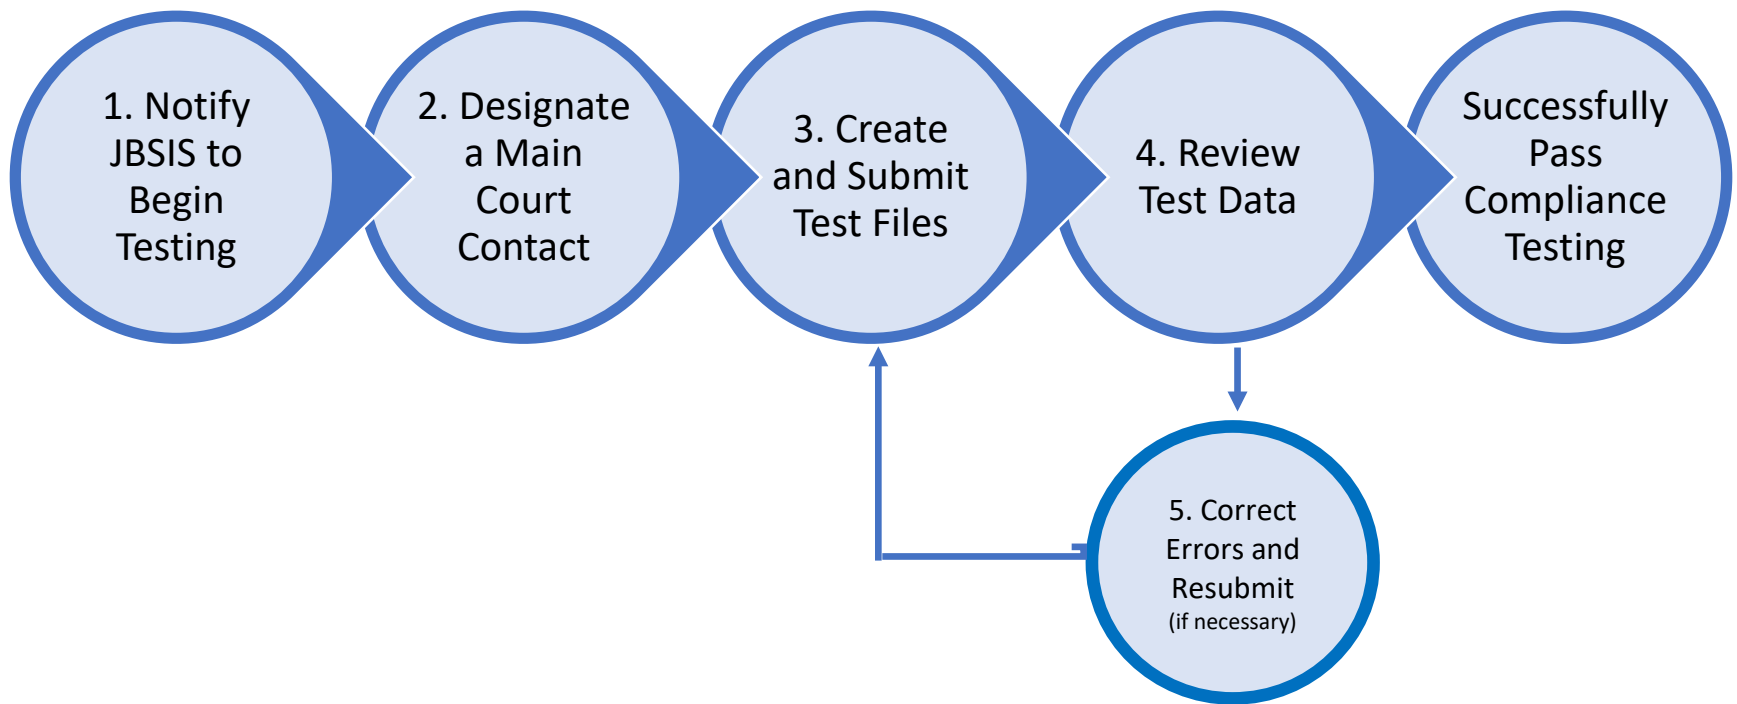 1. Notify
JBSIS to
Begin
Testing
2. Designate
a Main
Court
Contact
3. Create
and Submit
Test Files
4. Review
Test Data
Successfully
Pass
Compliance
Testing
5. Correct
Errors and
Resubmit
(if necessary)